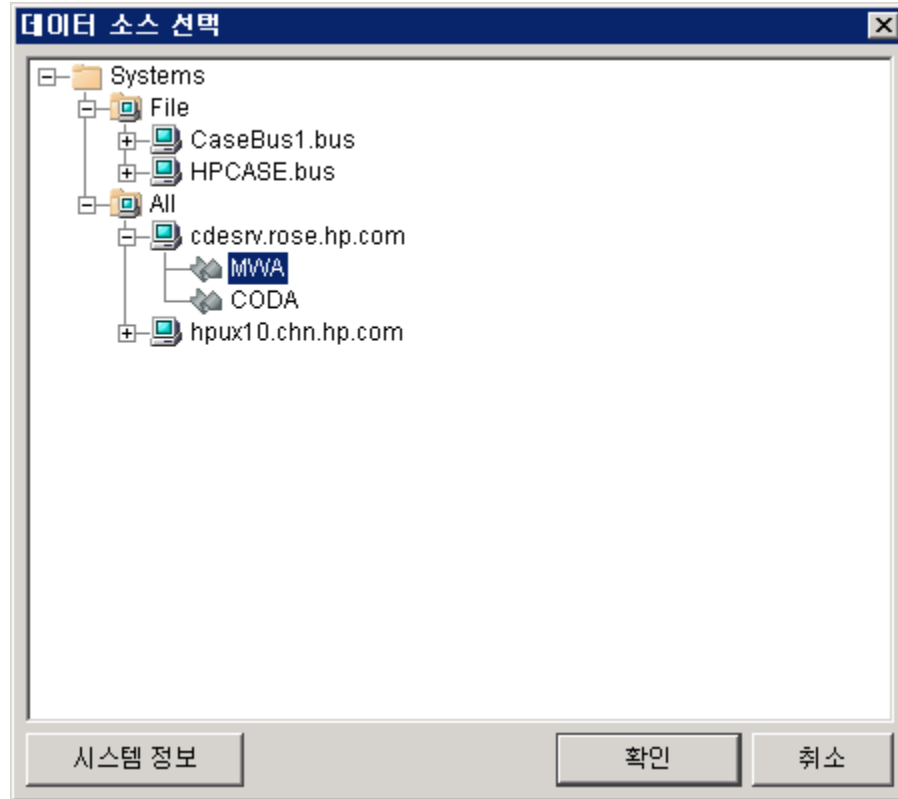 데이터 소스 선택
Systems
File
CaseBus1.bus
HPCASE.bus
All
cdesrv.rose.hp.com
MWA
CODA
hpux10.chn.hp.com
시스템 정보 확인 취소